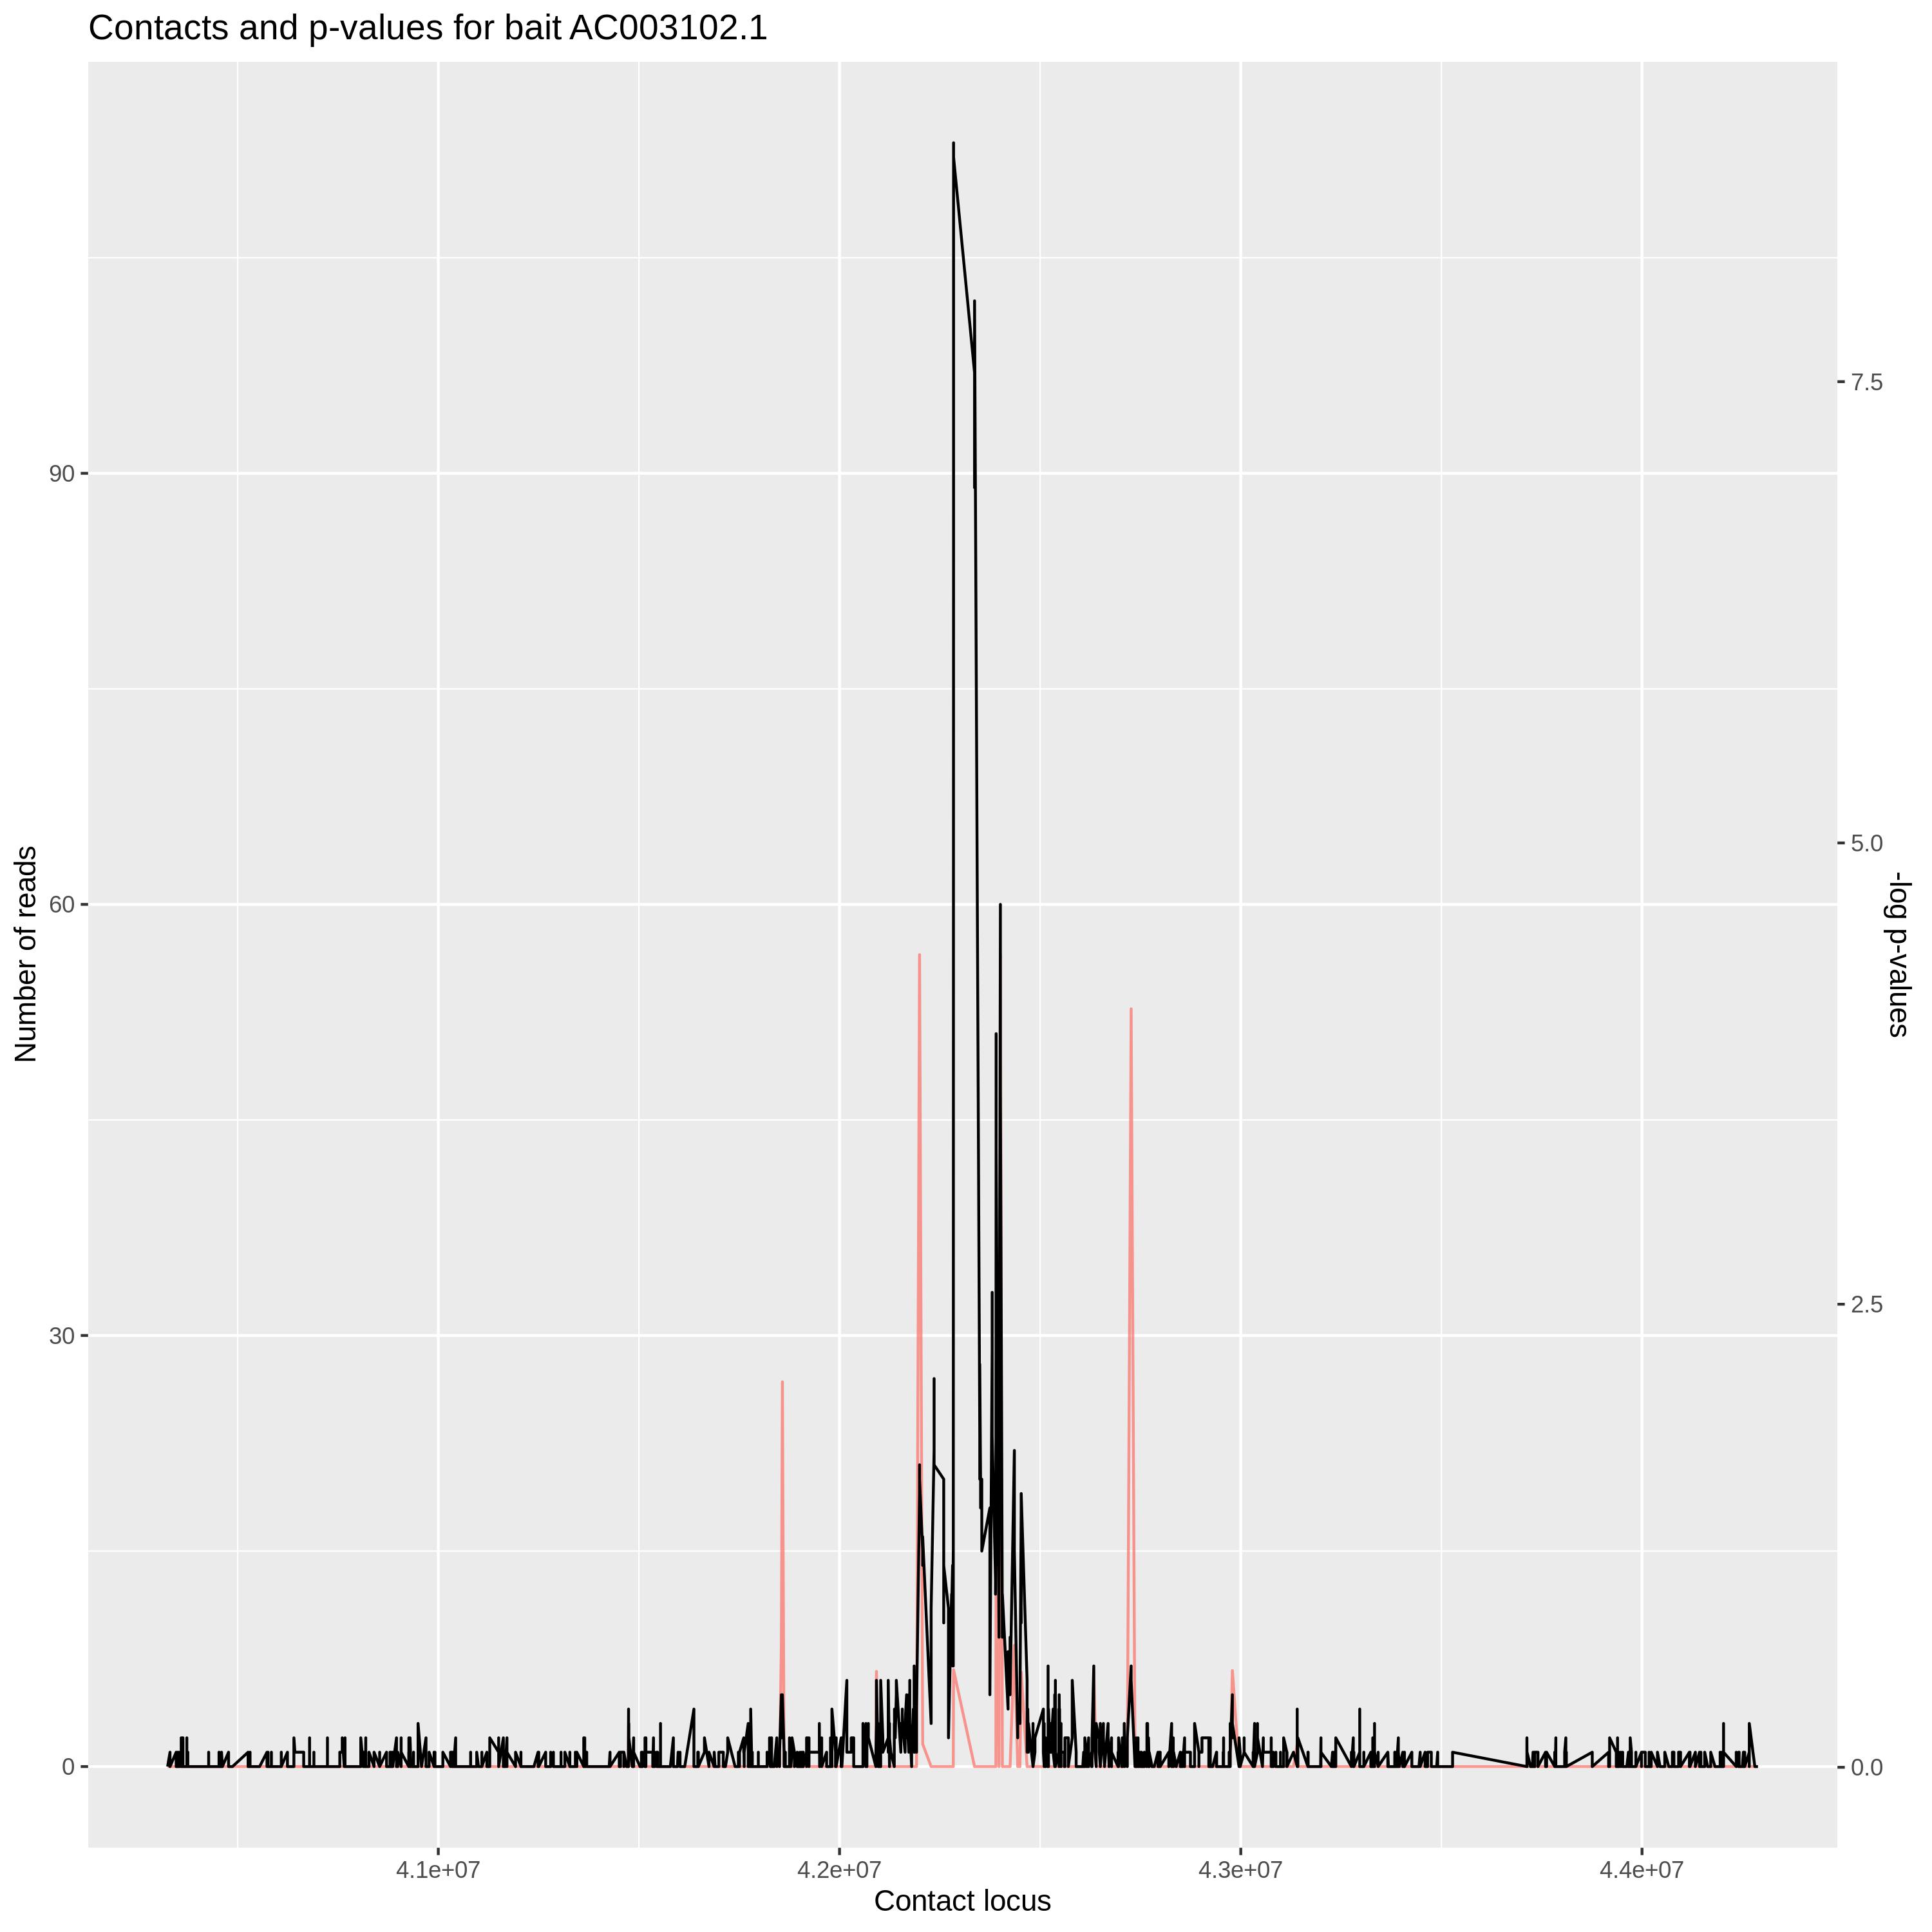 Contacts and p-values for bait AC003102.1
90
60
30
0
7.5
5.0
2.5
0.0
Number of reads
-log p-values
4.1e+07
4.2e+07
4.3e+07
4.4e+07
Contact locus